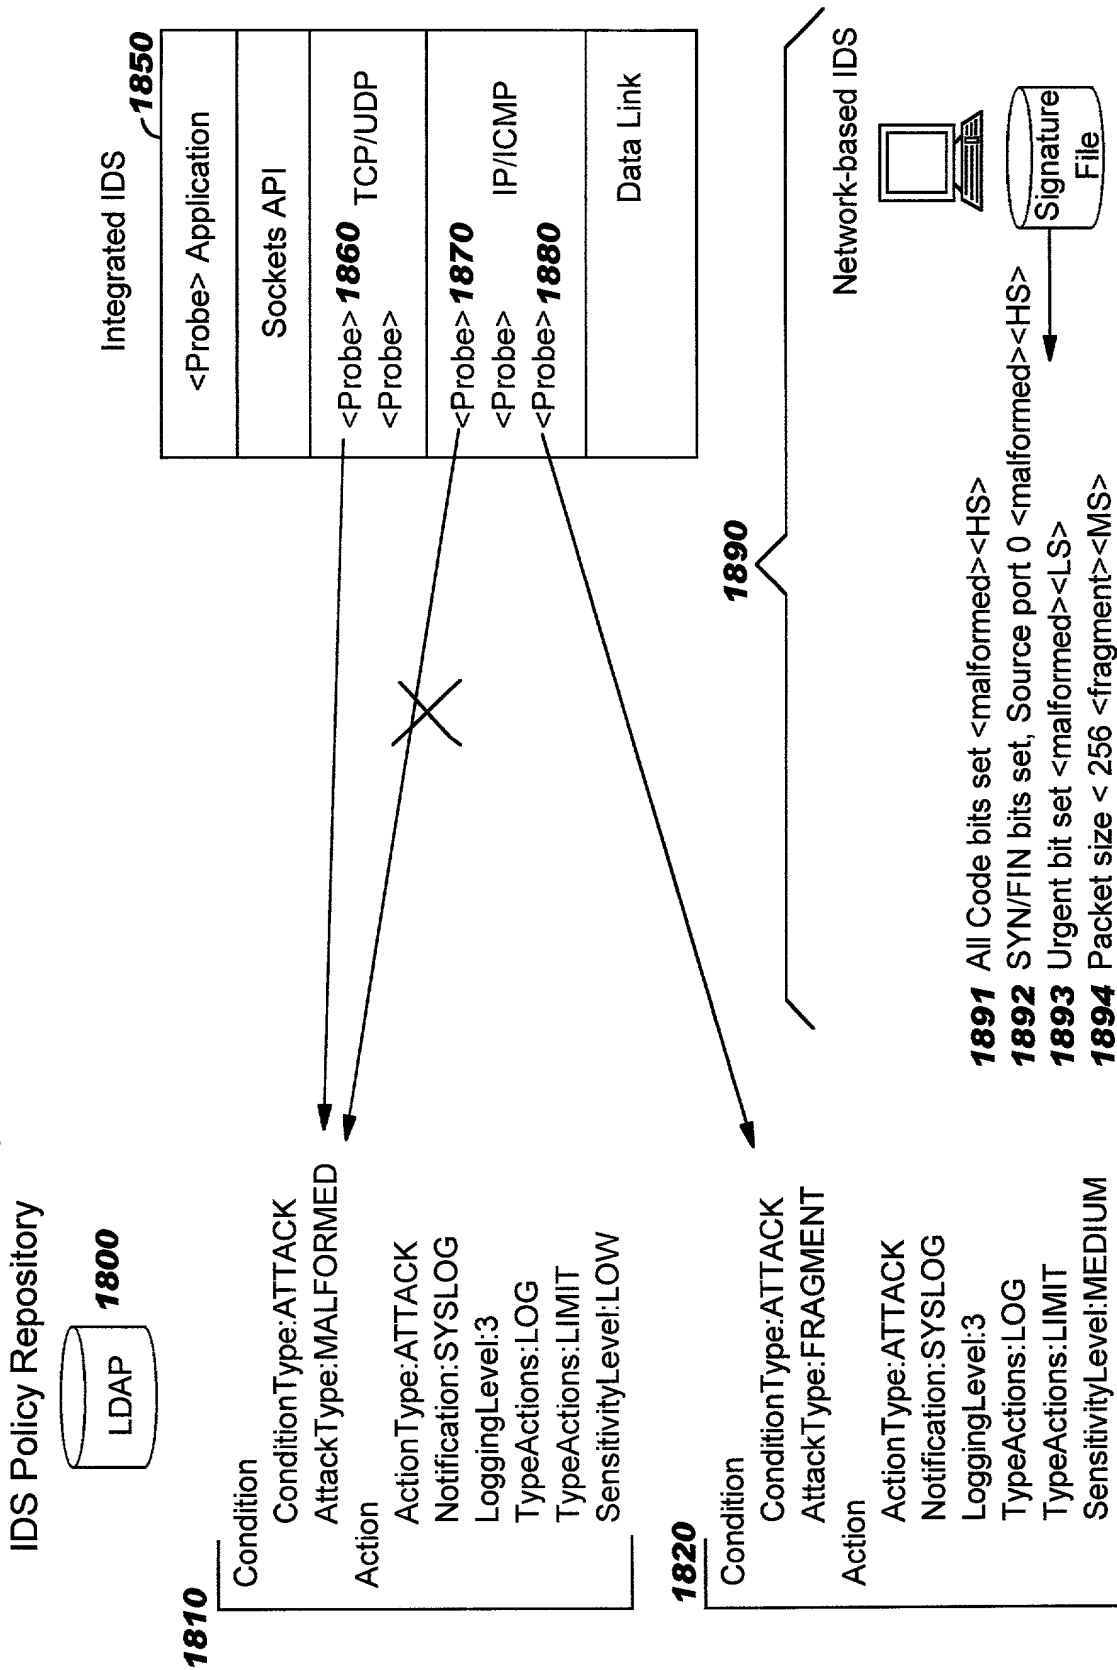 IDS Policy Repository
LDAP
1800
1810
Condition
ConditionType:ATTACK
AttackType:MALFORMED
Action
ActionType:ATTACK
Notification:SYSLOG
LoggingLevel:3
TypeActions:LOG
TypeActions:LIMIT
SensitivityLevel:LOW
1820
Condition
ConditionType:ATTACK
AttackType:FRAGMENT
Action
ActionType:ATTACK
Notification:SYSLOG
LoggingLevel:3
TypeActions:LOG
TypeActions:LIMIT
SensitivityLevel:MEDIUM
Integrated IDS
1850
<Probe> Application
Sockets API
<Probe> 1860 TCP/UDP
<Probe>
<Probe> 1870
<Probe> IP/ICMP
<Probe> 1880
Data Link
1890
Network-based IDS
Signature
File
1891 All Code bits set <malformed><HS>
1892 SYN/FIN bits set, Source port 0 <malformed><HS>
1893 Urgent bit set <malformed><LS>
1894 Packet size < 256 <fragment><MS>